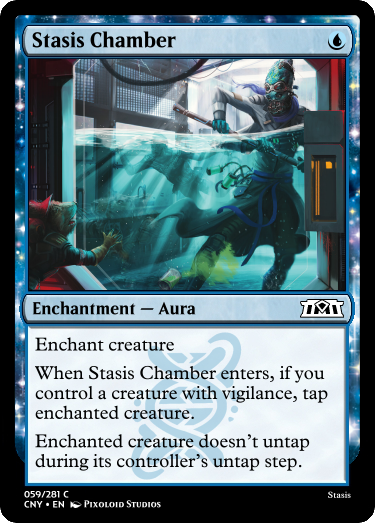 Stasis Chamber
Enchantment — Aura
Enchant creature
When Stasis Chamber enters, if you
control a creature with vigilance, tap
enchanted creature.
Enchanted creature doesn't untap
during its controller's untap step.
059/281 C
Stasis
CNY • EN Pixoloid Studios